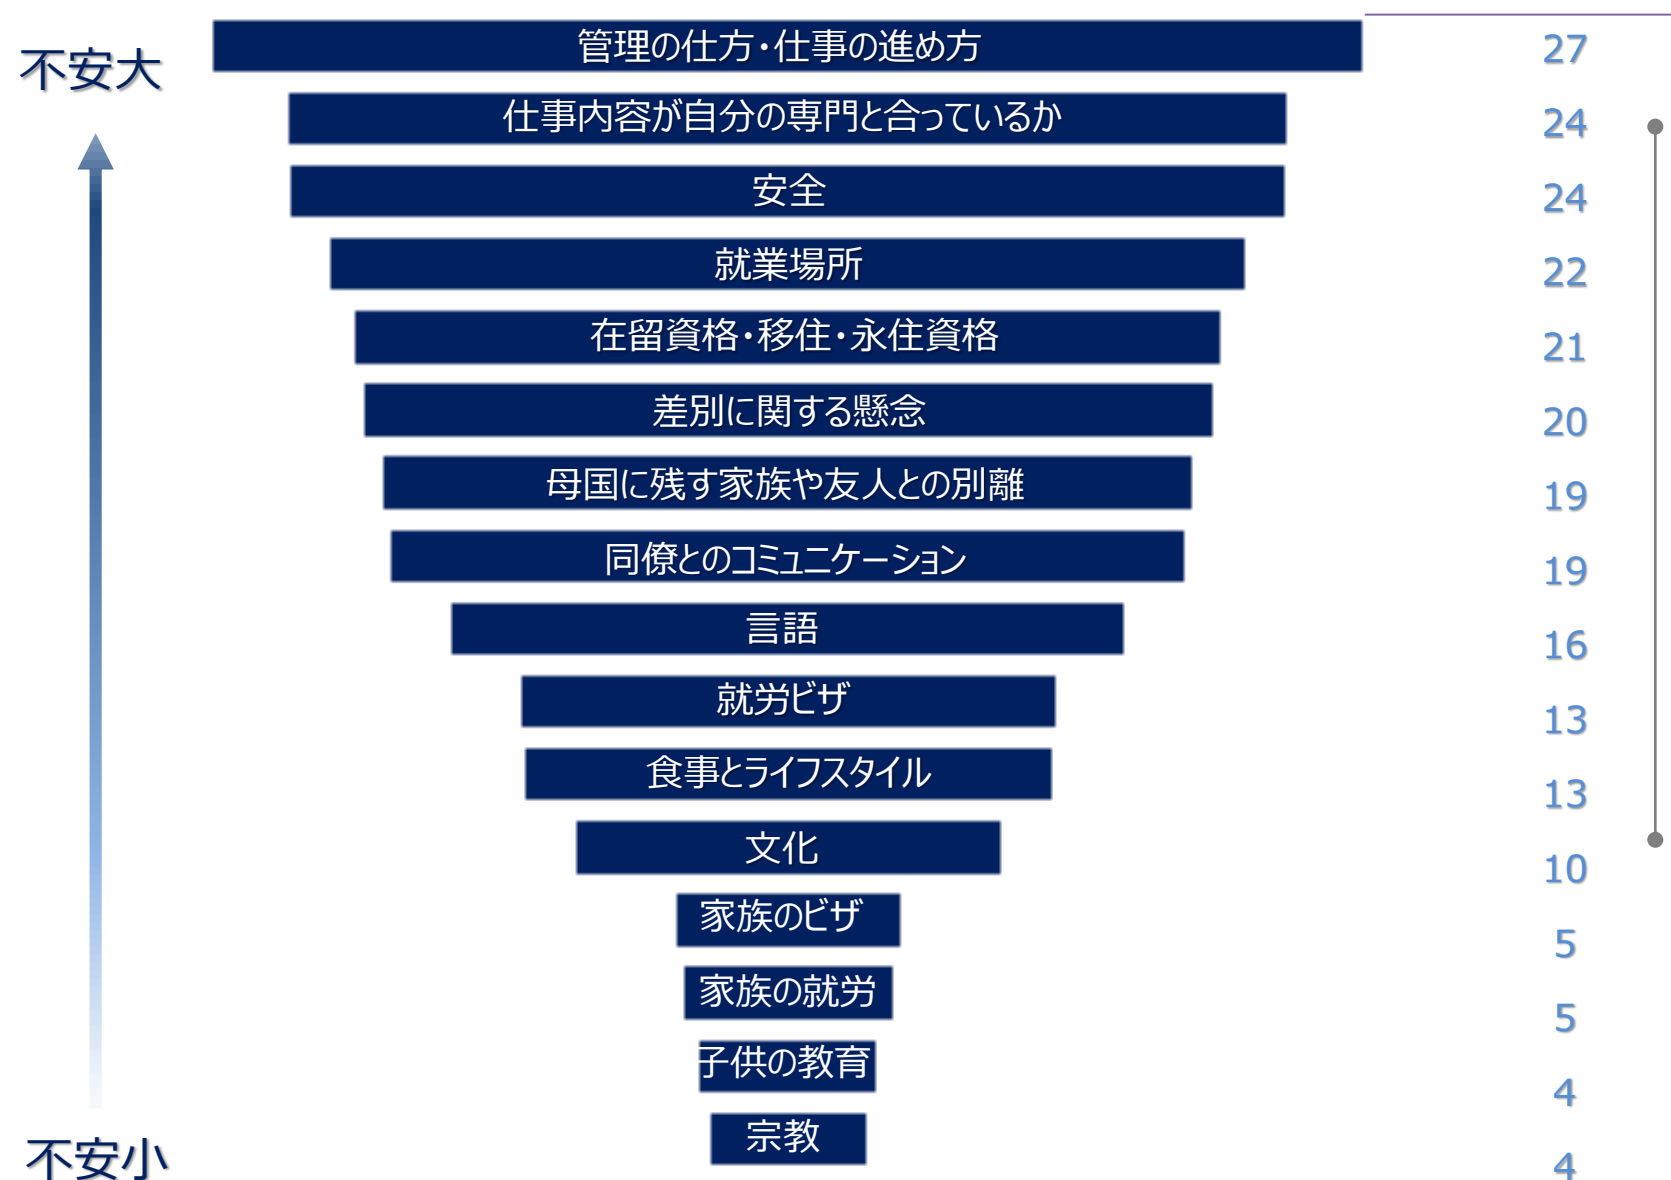 不安大
管理の仕方・仕事の進め方 27
仕事内容が自分の専門と合っているか 24
安全 24
就業場所 22
在留資格・移住・永住資格 21
差別に関する懸念 20
母国に残す家族や友人との別離 19
同僚とのコミュニケーション 19
言語 16
就労ビザ 13
食事とライフスタイル 13
文化 10
家族のビザ 5
家族の就労 5
子供の教育 4
宗教 4
不安小